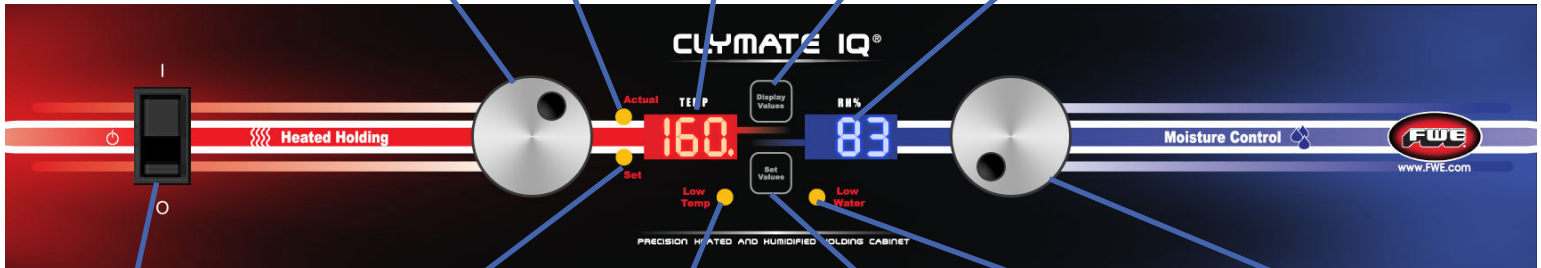 CLYMATE IQ®
I
Actual
TEMP
Display
Values
RH%
Heated Holding
160.
83
Moisture Control
FWE
www.FWE.com
Set
Set
Values
Low
Temp
Low
Water
O
PRECISION HEATED AND HUMIDIFIED HOLDING CABINET